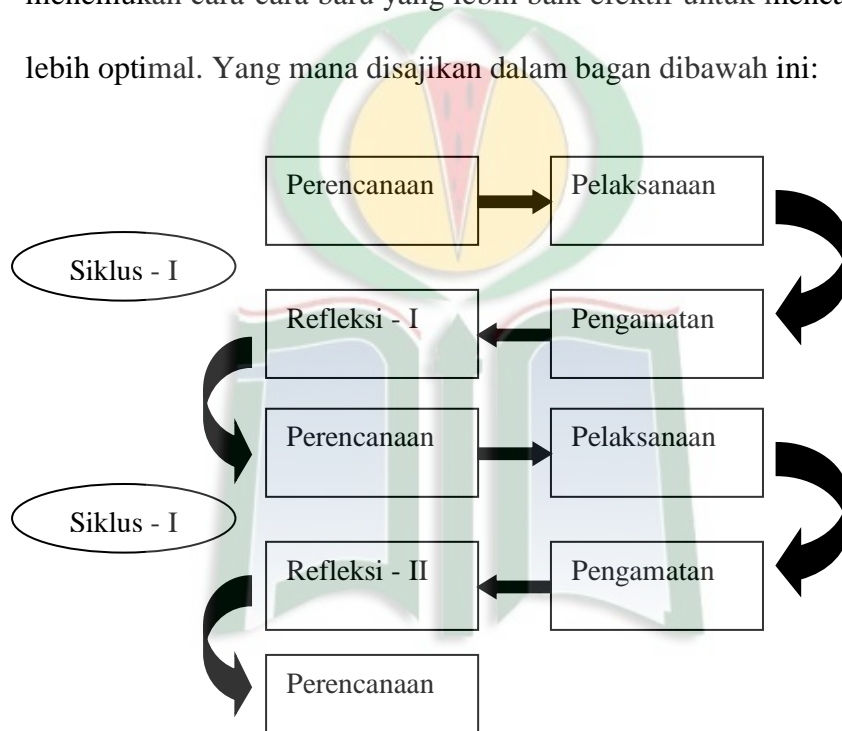 lebih optimal. Yang mana disajikan dalam bagan dibawah ini:
Perencanaan
Pelaksanaan
Siklus - I
Refleksi - I
Pengamatan
Perencanaan
Pelaksanaan
Siklus - I
Refleksi - II
Pengamatan
Perencanaan